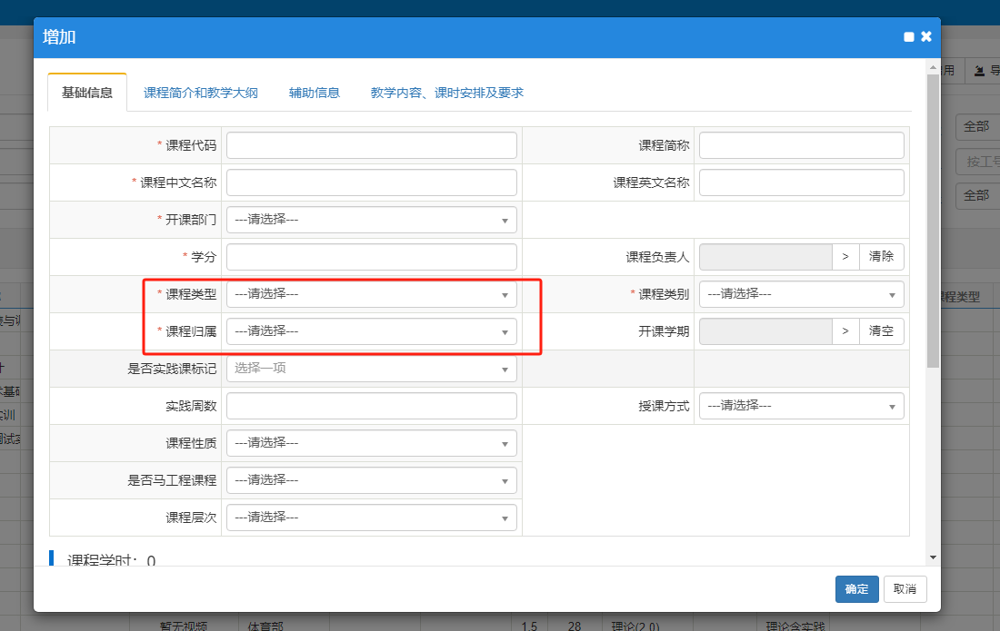 增加
用 导
基础信息 课程简介和教学大纲 辅助信息 教学内容、课时安排及要求
* 课程代码 课程简称
全部
* 课程中文名称 课程英文名称
按工号
* 开课部门 ---请选择---
全部
* 学分 课程负责人 > 清除
* 课程类型 ---请选择--- * 课程类别 ---请选择---
课程类型
* 课程归属 ---请选择--- 开课学期 > 清空
是否实践课标记 选择一项
实践周数 授课方式 ---请选择---
实训
课程性质 ---请选择---
是否马工程课程 ---请选择---
课程层次 ---请选择---
课程学时：0
确定 取消
暂无视频 体育部 1.5 28 理论(2.0) 理论含实践